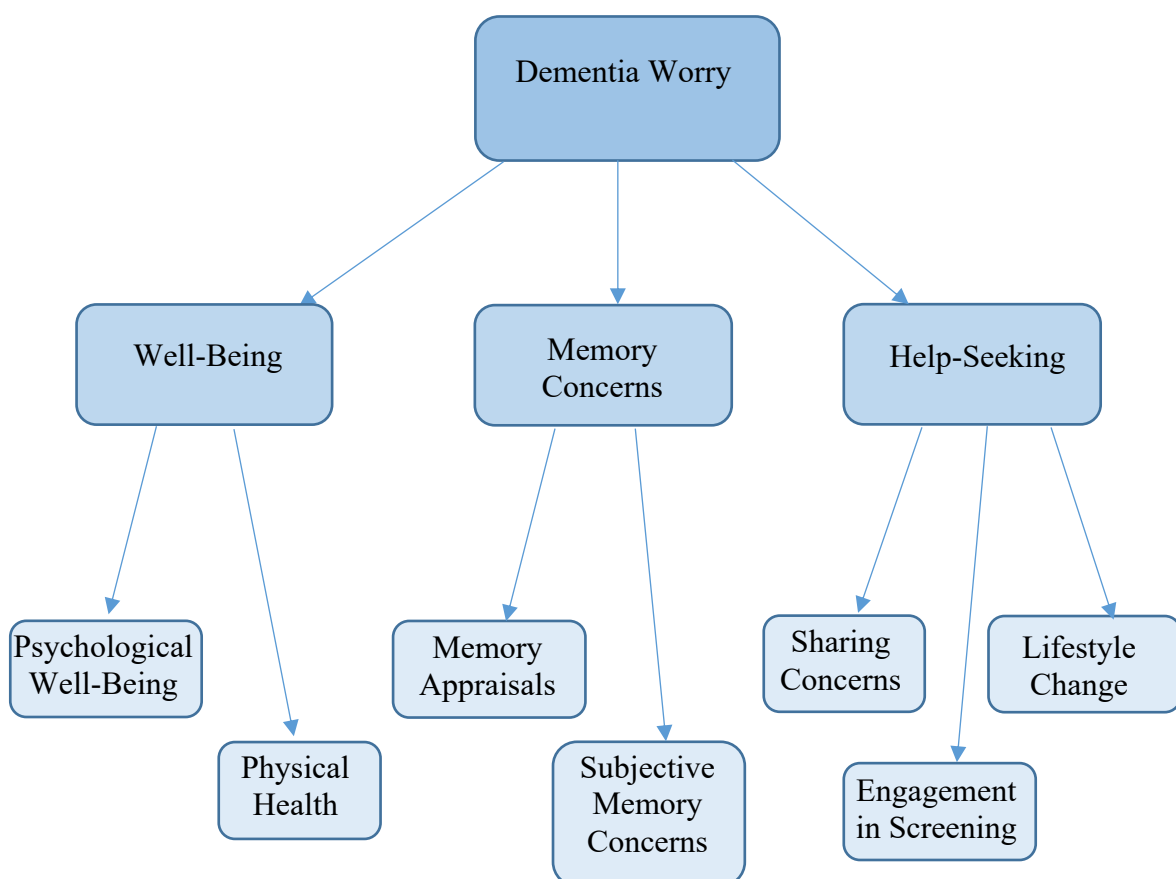 Dementia Worry
Well-Being
Memory
Concerns
Help-Seeking
Psychological
Well-Being
Physical
Health
Memory
Appraisals
Subjective
Memory
Concerns
Sharing
Concerns
Engagement
in Screening
Lifestyle
Change